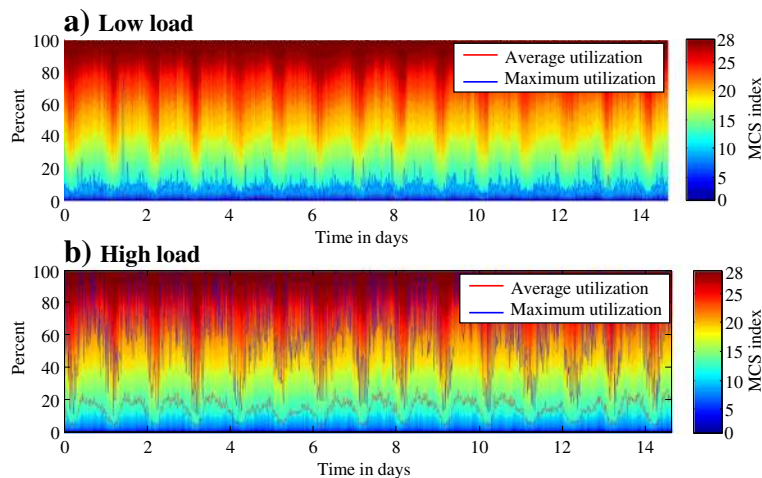 a) Low load
100
80
60
40
20
0
Percent
0 2 4 6 8 10 12 14
Time in days
Average utilization
Maximum utilization
28
25
20
15
10
5
0
MCS index
b) High load
100
80
60
40
20
0
Percent
0 2 4 6 8 10 12 14
Time in days
Average utilization
Maximum utilization
28
25
20
15
10
5
0
MCS index